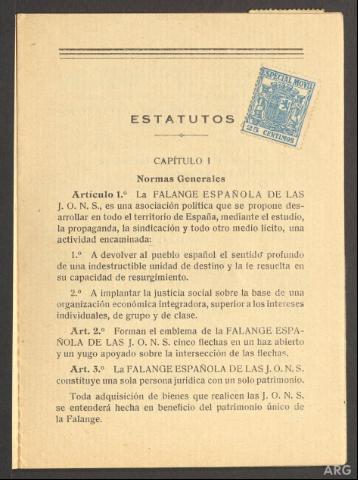 ESTATUTOS
ESPECIAL MOVIL
25 CENTIMOS
CAPÍTULO I
Normas Generales
Artículo 1.º La FALANGE ESPAÑOLA DE LAS
J. O. N. S., es una asociación política que se propone des-
arrollar en todo el territorio de España, mediante el estudio,
la propaganda, la sindicación y todo otro medio lícito, una
actividad encaminada:
1.º A devolver al pueblo español el sentido profundo
de una indestructible unidad de destino y la fe resuelta en
su capacidad de resurgimiento.
2.º A implantar la justicia social sobre la base de una
organización económica integradora, superior a los intereses
individuales, de grupo y de clase.
Art. 2.º Forman el emblema de la FALANGE ESPA-
ÑOLA DE LAS J. O. N. S. cinco flechas en un haz abierto
y un yugo apoyado sobre la intersección de las flechas.
Art. 3.º La FALANGE ESPAÑOLA DE LAS J. O. N. S.
constituye una sola persona jurídica con un solo patrimonio.
Toda adquisición de bienes que realicen las J. O. N. S.
se entenderá hecha en beneficio del patrimonio único de
la Falange.
ARG